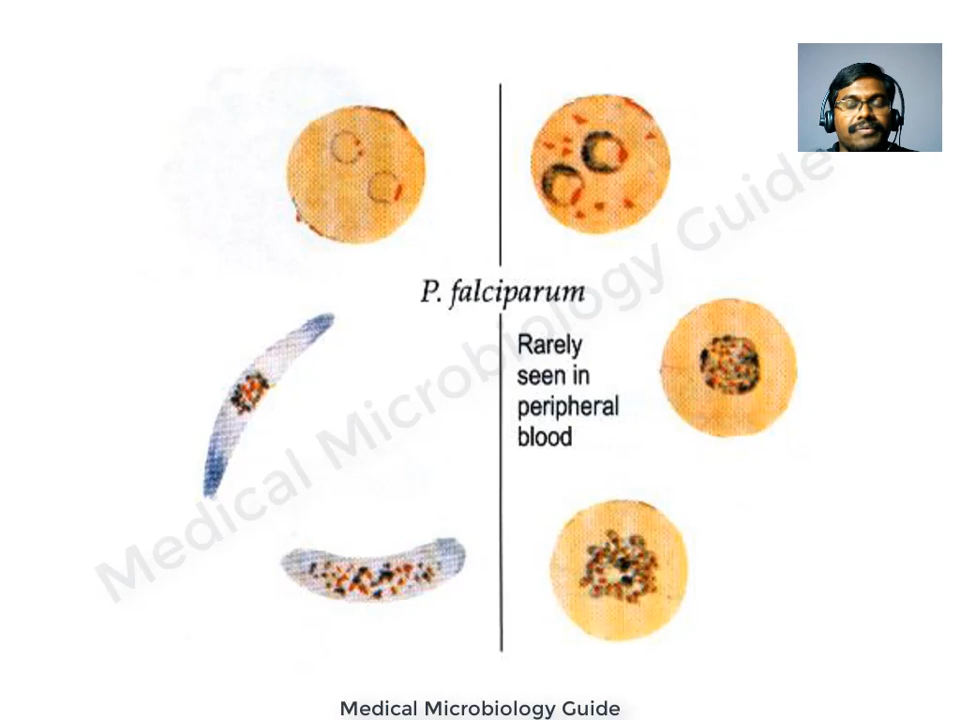 P. falciparum
Rarely
seen in
peripheral
blood
Medical Microbiology Guide
Medical Microbiology Guide